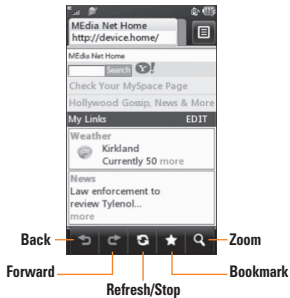 MEdia Net Home
http://device.home/
MEdia Net Home
Search Y!
Check Your MySpace Page
Hollywood Gossip, News & More
My Links EDIT
Weather
Kirkland
Currently 50 more
News
Law enforcement to
review Tylenol...
more
Back
Zoom
Forward
Bookmark
Refresh/Stop